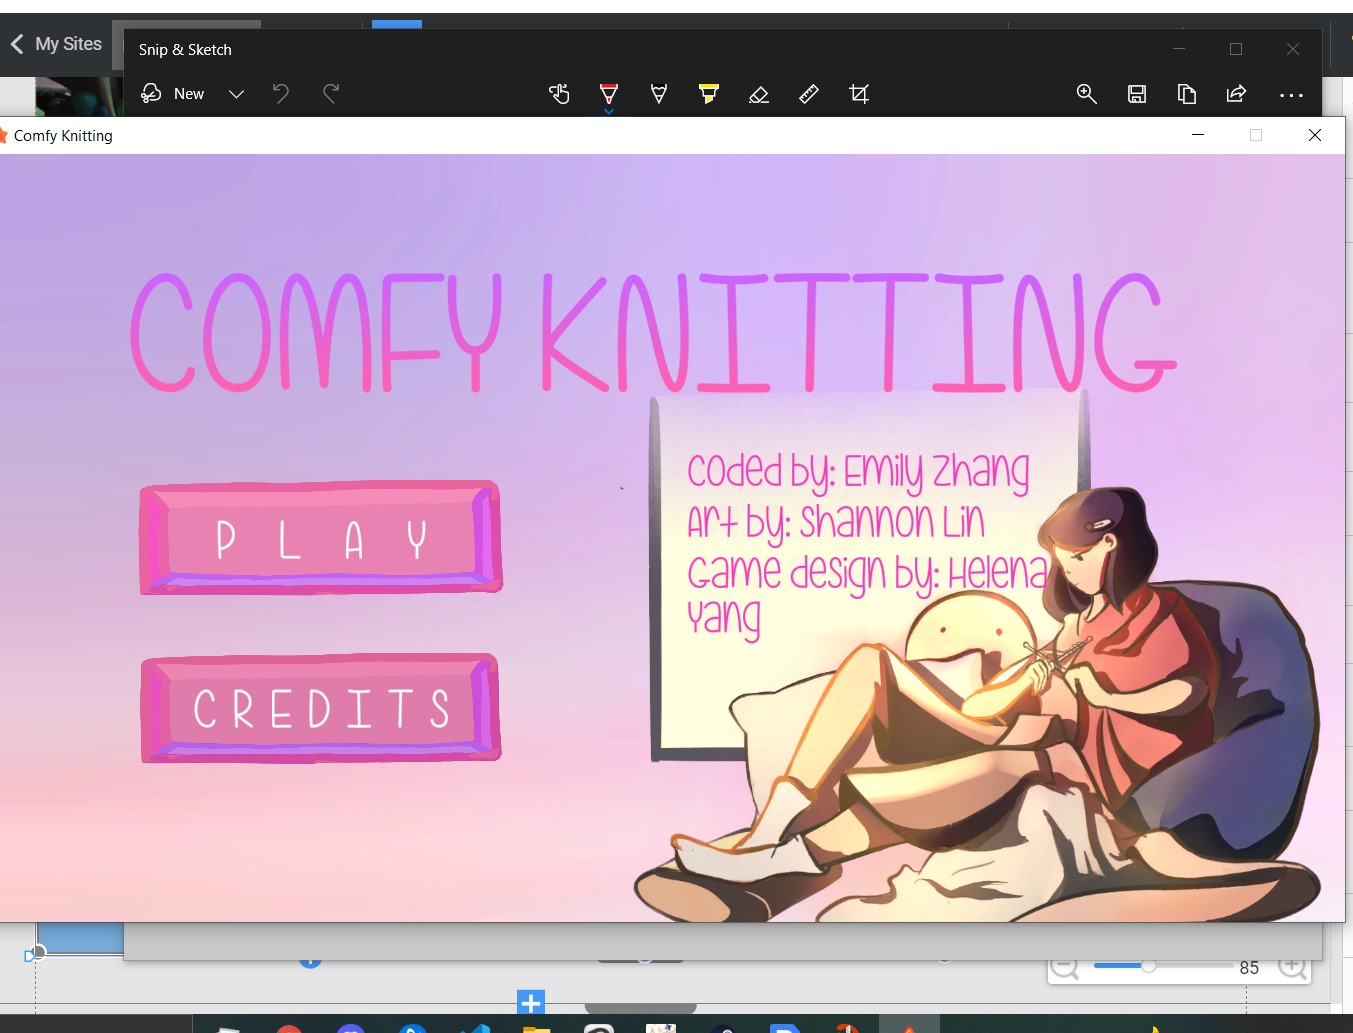 My Sites
Snip & Sketch
New
Comfy Knitting
COMFY KNITTING
Coded by: Emily Zhang
Art by: Shannon Lin
Game design by: Helena
Yang
PLAY
CREDITS
85